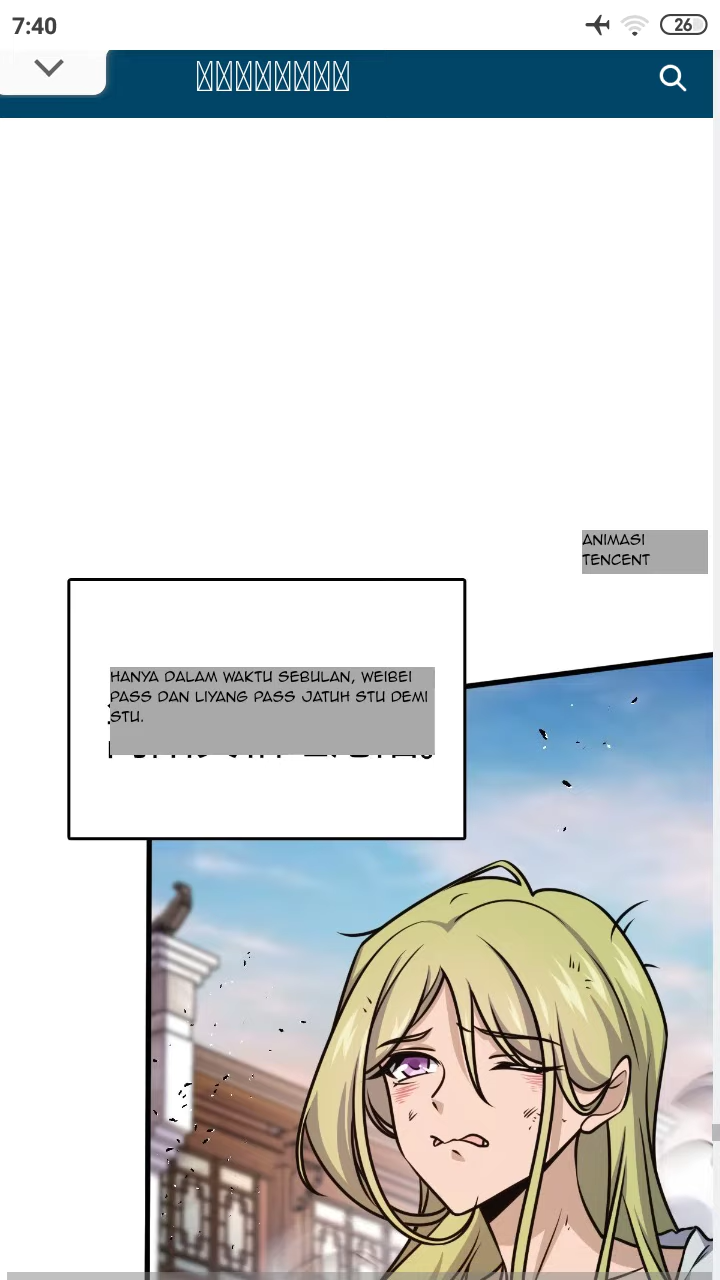 7:40
26
ANIMASI
TENCENT
HANYA DALAM WAKTU SEBULAN, WEIBEI
PASS DAN LIYANG PASS JATUH STU DEMI
STU.